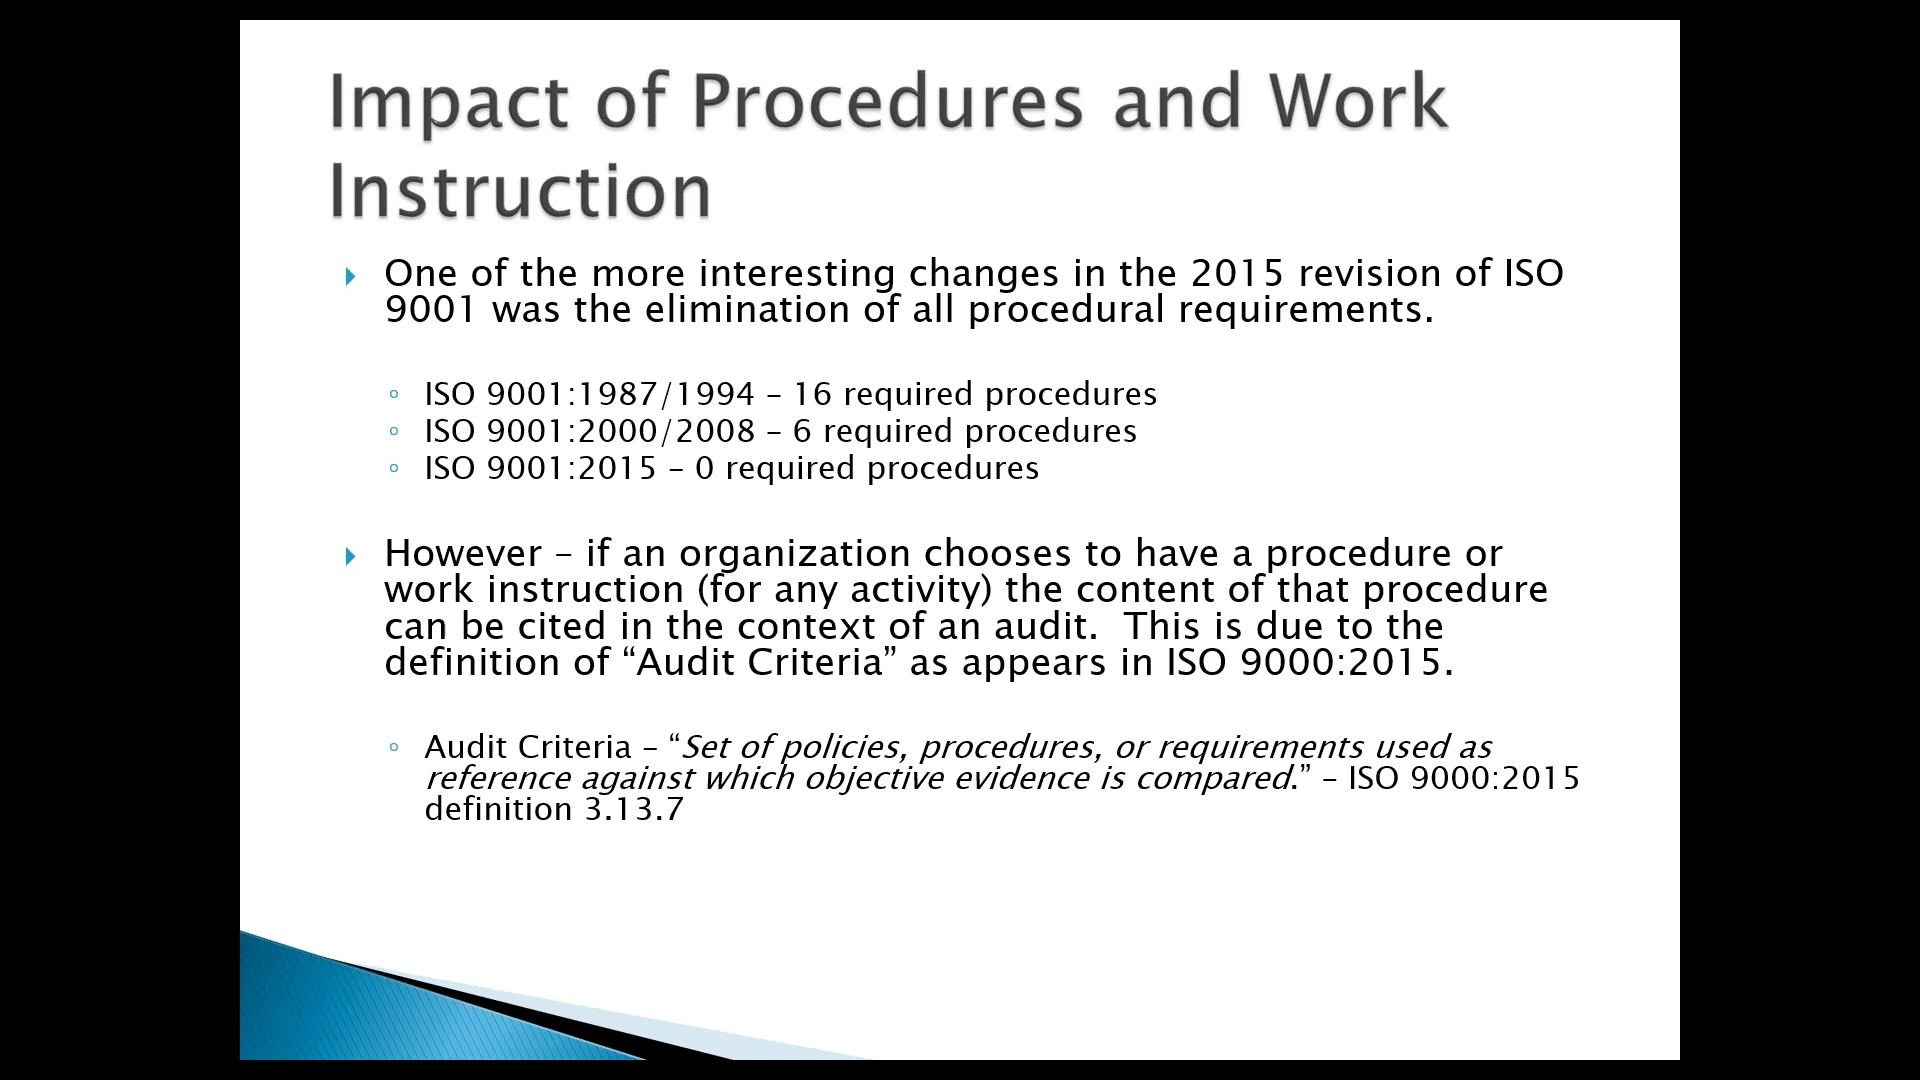 Impact of Procedures and Work
Instruction
One of the more interesting changes in the 2015 revision of ISO
9001 was the elimination of all procedural requirements.
ISO 9001:1987/1994 – 16 required procedures
ISO 9001:2000/2008 – 6 required procedures
ISO 9001:2015 – 0 required procedures
However – if an organization chooses to have a procedure or
work instruction (for any activity) the content of that procedure
can be cited in the context of an audit.  This is due to the
definition of “Audit Criteria” as appears in ISO 9000:2015.
Audit Criteria – “Set of policies, procedures, or requirements used as
reference against which objective evidence is compared.” – ISO 9000:2015
definition 3.13.7